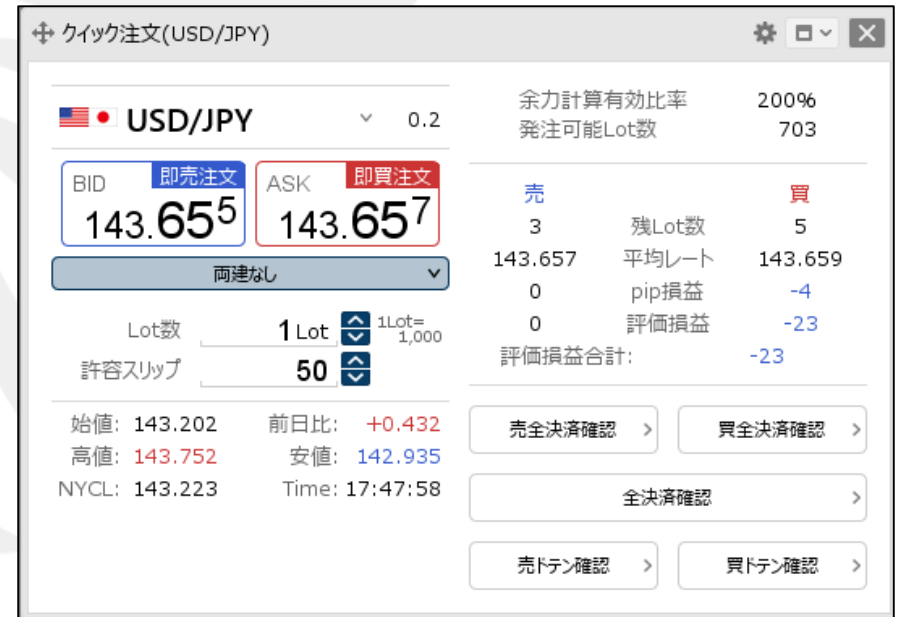 クイック注文(USD/JPY)
USD/JPY 0.2
BID 即売注文
143.655
ASK 即買注文
143.657
両建なし
Lot数 1 Lot 1Lot=
1,000
許容スリップ 50
始値: 143.202 前日比: +0.432
高値: 143.752 安値: 142.935
NYCL: 143.223 Time: 17:47:58
余力計算有効比率 200%
発注可能Lot数 703
売 買
3 残Lot数 5
143.657 平均レート 143.659
0 pip損益 -4
0 評価損益 -23
評価損益合計: -23
売全決済確認 買全決済確認
全決済確認
売ドテン確認 買ドテン確認